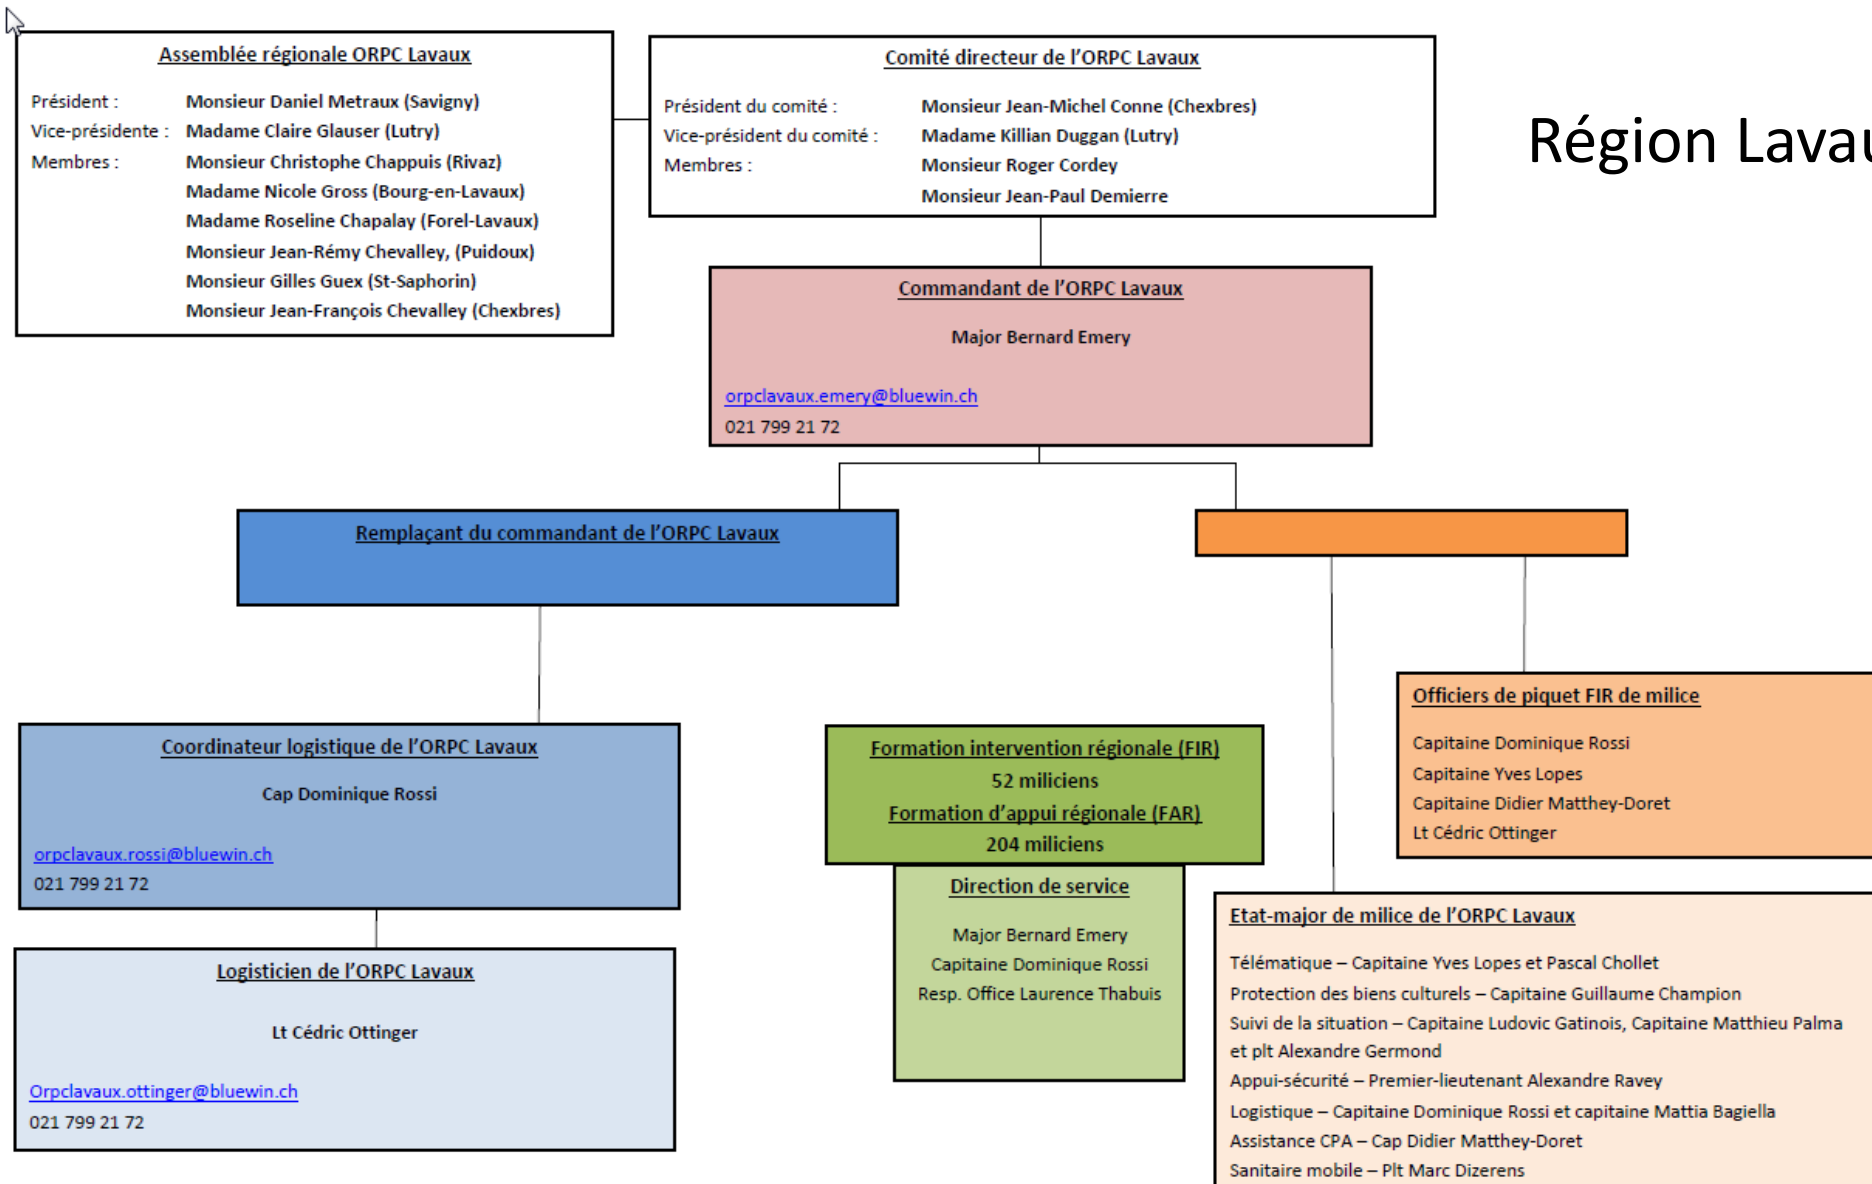 Assemblée régionale ORPC Lavaux
Président : Monsieur Daniel Metraux (Savigny)
Vice-présidente : Madame Claire Glauser (Lutry)
Membres : Monsieur Christophe Chappuis (Rivaz)
Madame Nicole Gross (Bourg-en-Lavaux)
Madame Roseline Chapalay (Forel-Lavaux)
Monsieur Jean-Rémy Chevalley, (Puidoux)
Monsieur Gilles Guex (St-Saphorin)
Monsieur Jean-François Chevalley (Chexbres)
Comité directeur de l'ORPC Lavaux
Président du comité : Monsieur Jean-Michel Conne (Chexbres)
Vice-président du comité : Madame Killian Duggan (Lutry)
Membres : Monsieur Roger Cordey
Monsieur Jean-Paul Demierre
Région Lavau
Commandant de l'ORPC Lavaux
Major Bernard Emery
orpclavaux.emery@bluewin.ch
021 799 21 72
Remplaçant du commandant de l'ORPC Lavaux
Coordinateur logistique de l'ORPC Lavaux
Cap Dominique Rossi
orpclavaux.rossi@bluewin.ch
021 799 21 72
Logisticien de l'ORPC Lavaux
Lt Cédric Ottinger
Orpclavaux.ottinger@bluewin.ch
021 799 21 72
Formation intervention régionale (FIR)
52 miliciens
Formation d'appui régionale (FAR)
204 miliciens
Direction de service
Major Bernard Emery
Capitaine Dominique Rossi
Resp. Office Laurence Thabuis
Officiers de piquet FIR de milice
Capitaine Dominique Rossi
Capitaine Yves Lopes
Capitaine Didier Matthey-Doret
Lt Cédric Ottinger
Etat-major de milice de l'ORPC Lavaux
Télématique – Capitaine Yves Lopes et Pascal Chollet
Protection des biens culturels – Capitaine Guillaume Champion
Suivi de la situation – Capitaine Ludovic Gatinois, Capitaine Matthieu Palma
et plt Alexandre Germond
Appui-sécurité – Premier-lieutenant Alexandre Ravey
Logistique – Capitaine Dominique Rossi et capitaine Mattia Bagiella
Assistance CPA – Cap Didier Matthey-Doret
Sanitaire mobile – Plt Marc Dizerens